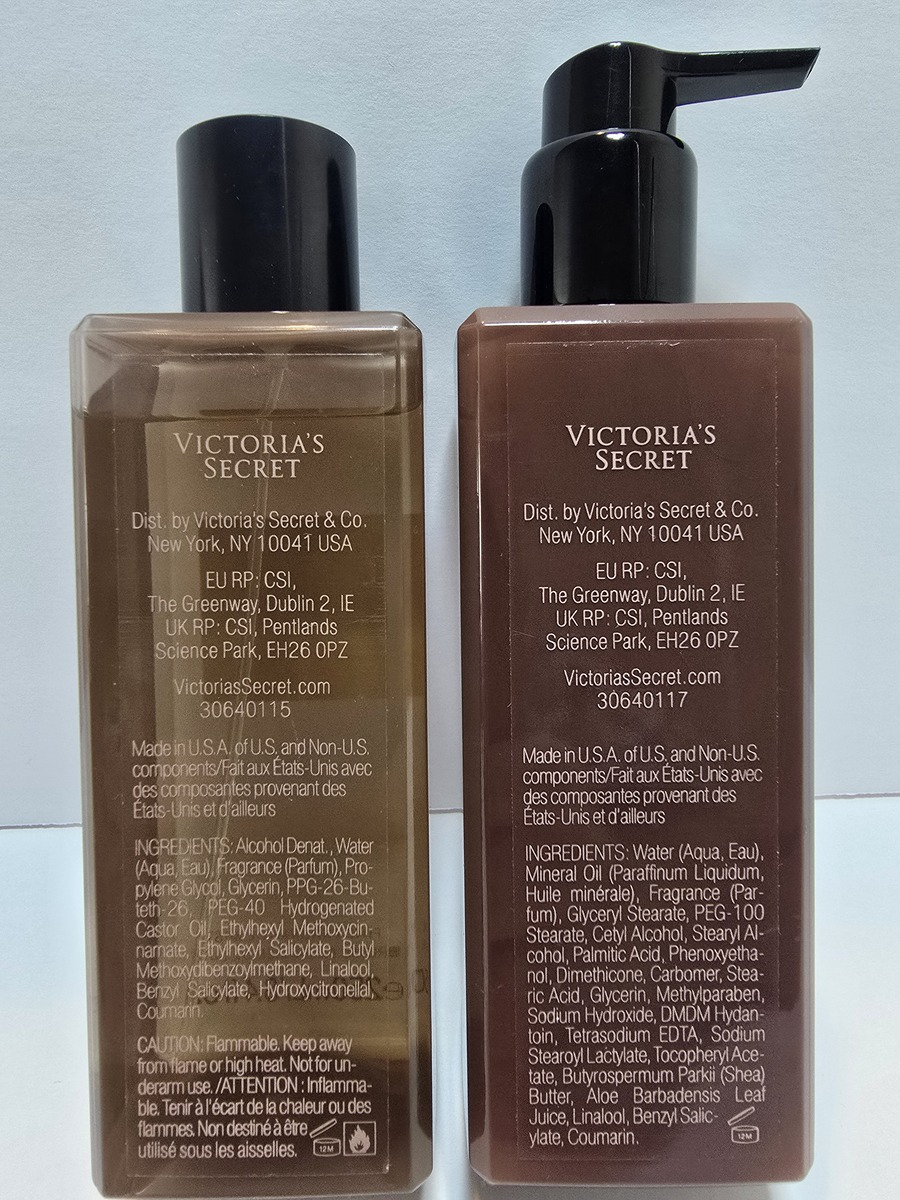 VICTORIA'S
SECRET
Dist. by Victoria's Secret & Co.
New York, NY 10041 USA
EU RP: CSI,
The Greenway, Dublin 2, IE
UK RP: CSI, Pentlands
Science Park, EH26 0PZ
VictoriasSecret.com
30640115
Made in U.S.A. of U.S. and Non-U.S.
components/Fait aux États-Unis avec
des composantes provenant des
États-Unis et d'ailleurs
INGREDIENTS: Alcohol Denat., Water
(Aqua, Eau), Fragrance (Parfum), Pro-
pylene Glycol, Glycerin, PPG-26-Bu-
teth-26, PEG-40 Hydrogenated
Castor Oil, Ethylhexyl Methoxycin-
namate, Ethylhexyl Salicylate, Butyl
Methoxydibenzoylmethane, Linalool,
Benzyl Salicylate, Hydroxycitronellal,
Coumarin.
CAUTION: Flammable. Keep away
from flame or high heat. Not for un-
derarm use. /ATTENTION : Inflamma-
ble. Tenir à l'écart de la chaleur ou des
flammes. Non destiné à être
utilisé sous les aisselles.
12M
VICTORIA'S
SECRET
Dist. by Victoria's Secret & Co.
New York, NY 10041 USA
EU RP: CSI,
The Greenway, Dublin 2, IE
UK RP: CSI, Pentlands
Science Park, EH26 0PZ
VictoriasSecret.com
30640117
Made in U.S.A. of U.S. and Non-U.S.
components/Fait aux États-Unis avec
des composantes provenant des
États-Unis et d'ailleurs
INGREDIENTS: Water (Aqua, Eau),
Mineral Oil (Paraffinum Liquidum,
Huile minérale), Fragrance (Par-
fum), Glyceryl Stearate, PEG-100
Stearate, Cetyl Alcohol, Stearyl Al-
cohol, Palmitic Acid, Phenoxyetha-
nol, Dimethicone, Carbomer, Stea-
ric Acid, Glycerin, Methylparaben,
Sodium Hydroxide, DMDM Hydan-
toin, Tetrasodium EDTA, Sodium
Stearoyl Lactylate, Tocopheryl Ace-
tate, Butyrospermum Parkii (Shea)
Butter, Aloe Barbadensis Leaf
Juice, Linalool, Benzyl Salic-
ylate, Coumarin.
12M